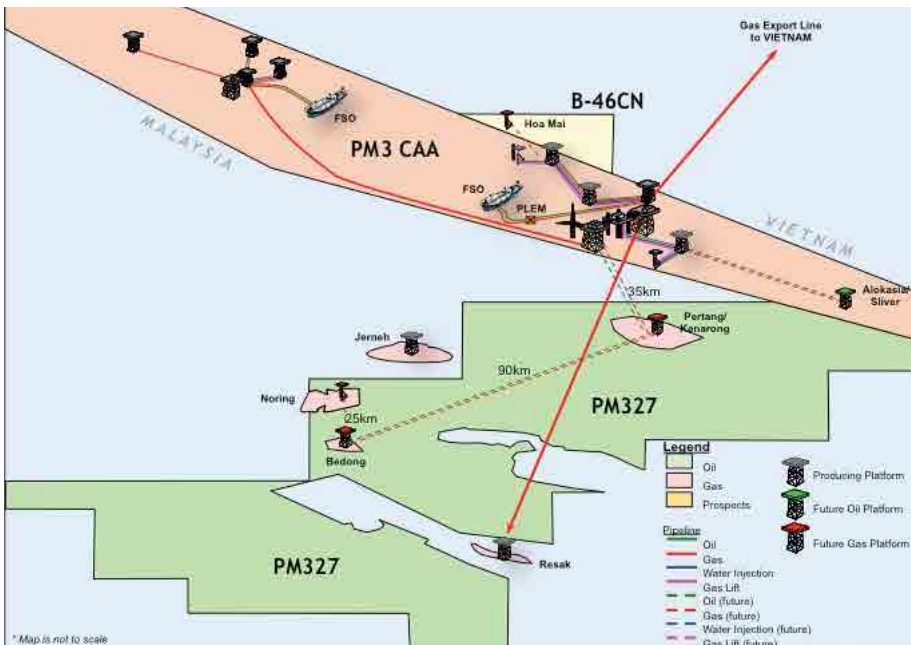 Gas Export Line
to VIETNAM
B-46CN
FSO
Hoa Mai
MALAYSIA
PM3 CAA
FSO
PLEM
VIETNAM
35km
Alokasia/
Sliver
Pertang/
Kenarong
Jerneh
90km
Noring
PM327
25km
Bedong
Legend
Oil
Gas
Prospects
Producing Platform
Future Oil Platform
Future Gas Platform
Pipeline
Oil
Gas
Water Injection
Gas Lift
Oil (future)
Gas (future)
Water Injection (future)
Gas Lift (future)
Resak
PM327
* Map is not to scale